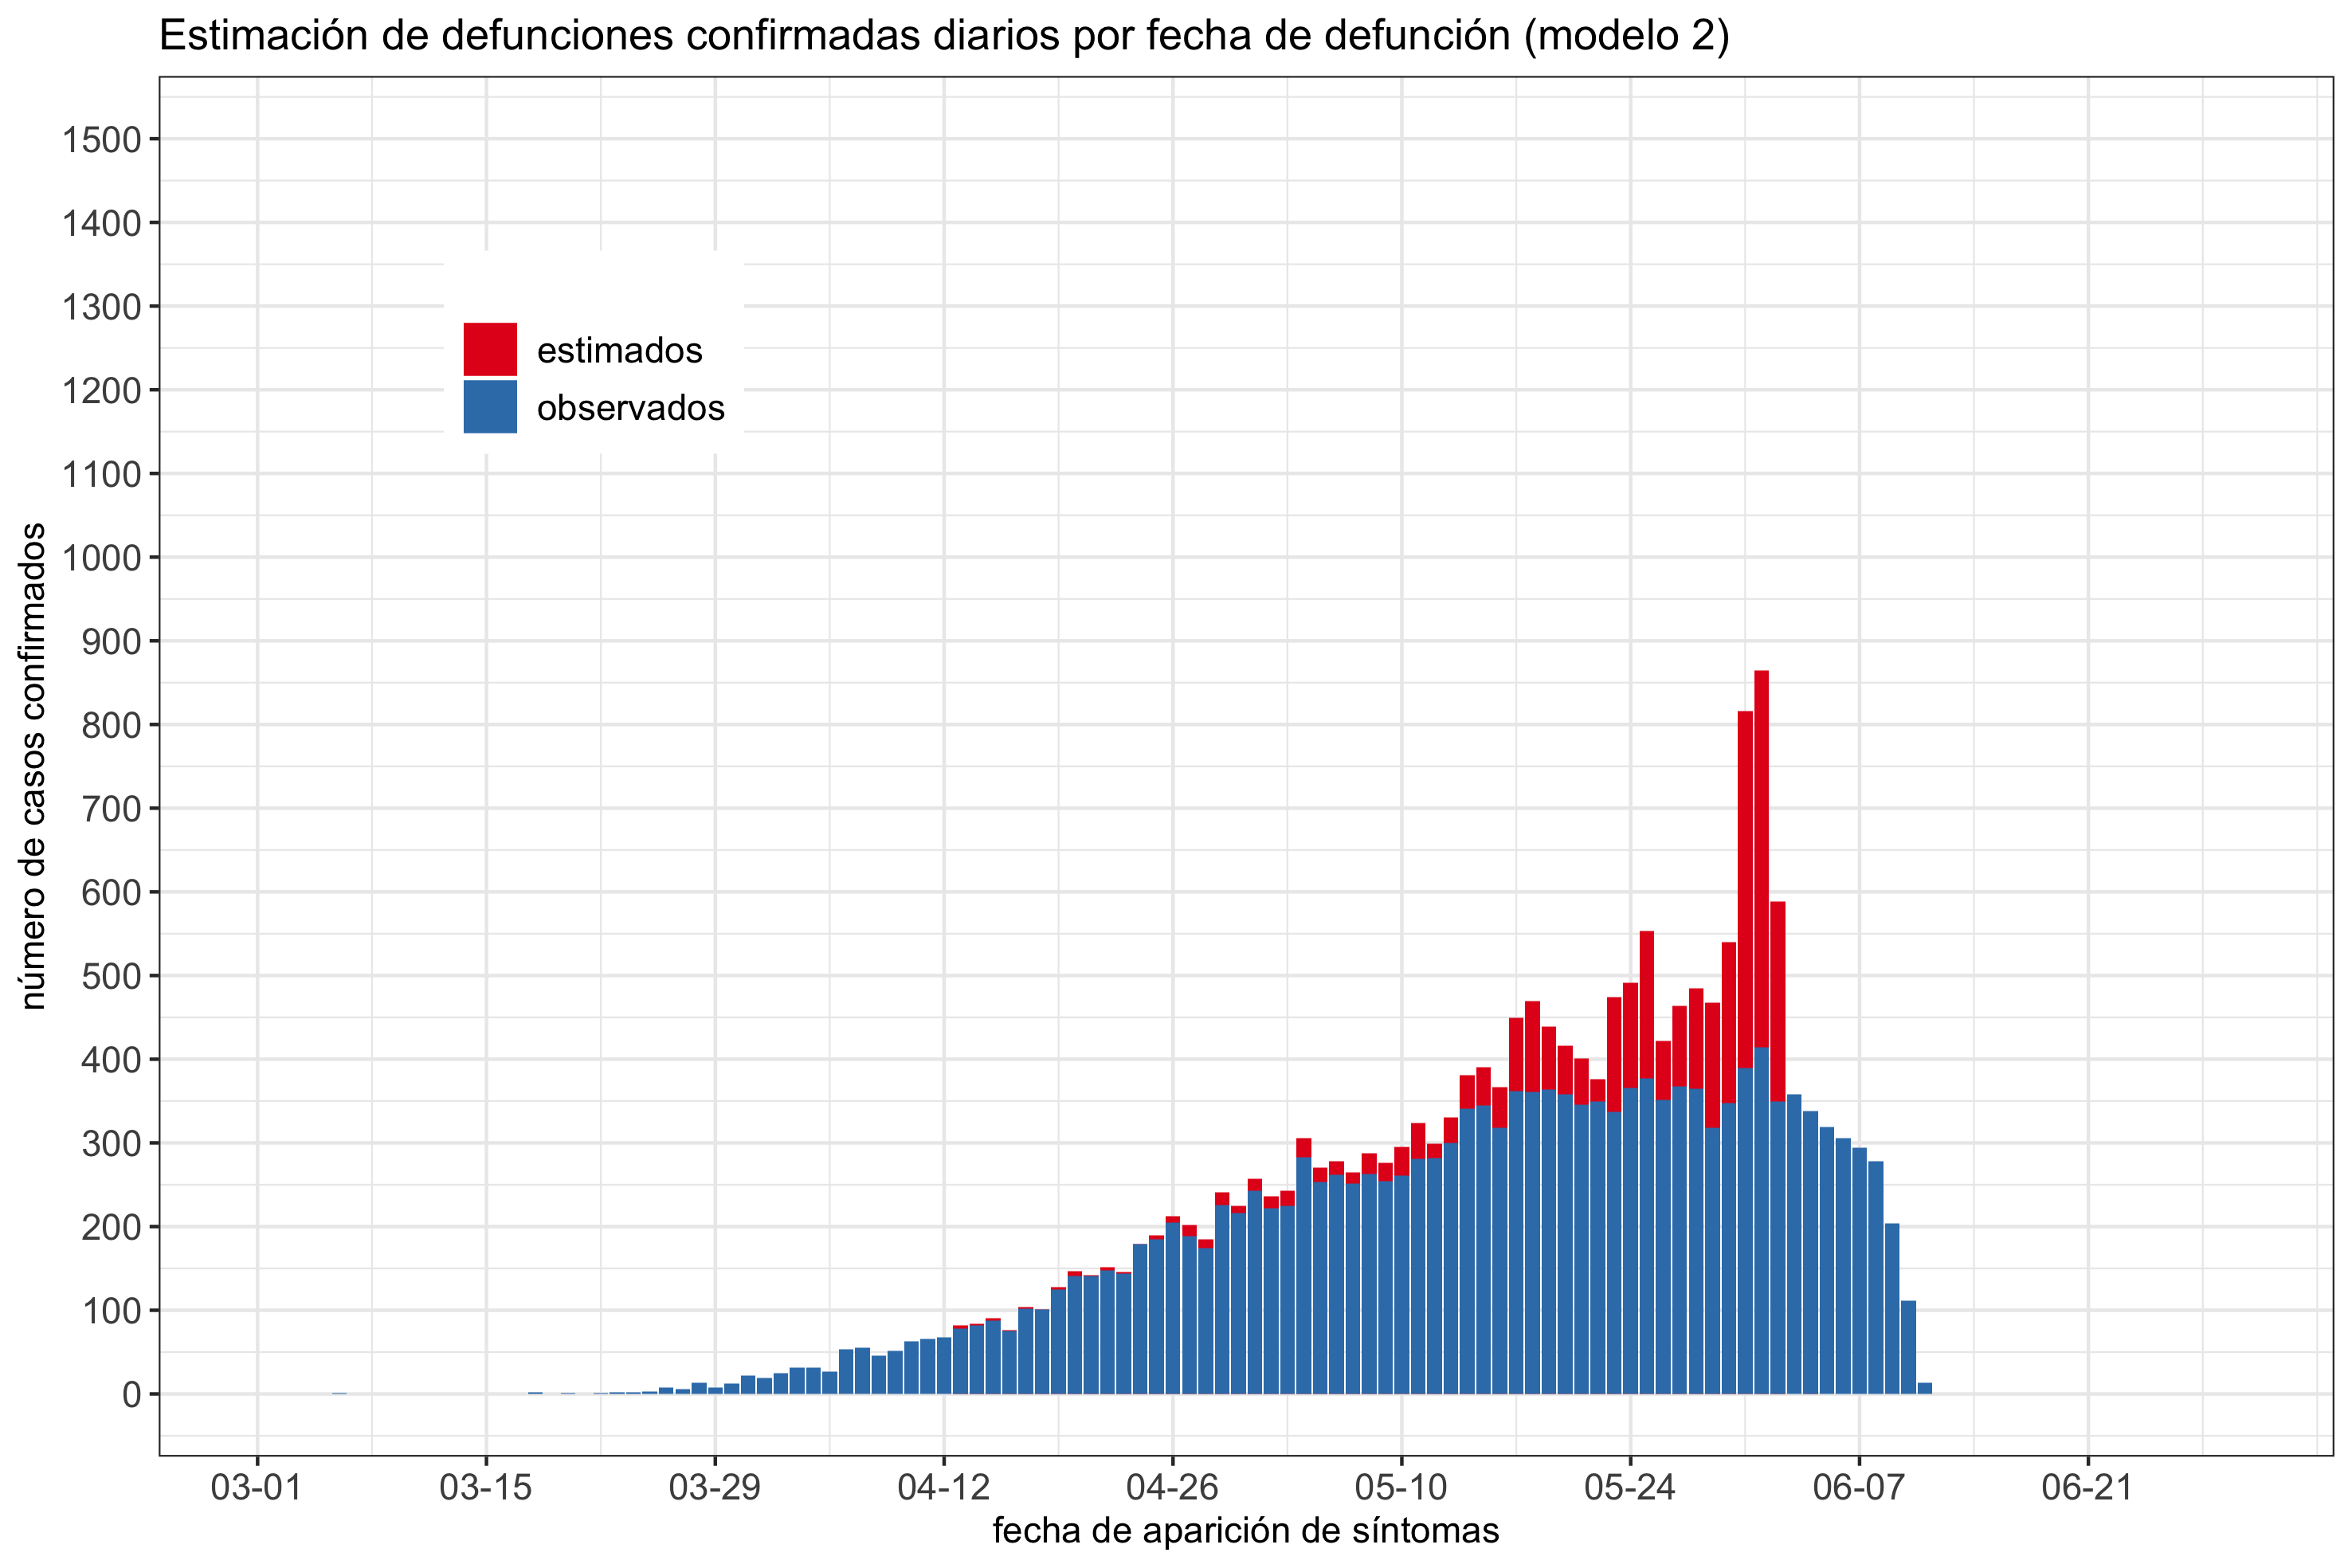 Estimación de defunciones confirmadas diarios por fecha de defunción (modelo 2)
1500
1400
1300
1200
1100
1000
900
800
700
600
500
400
300
200
100
0
estimados
observados
número de casos confirmados
03-01 03-15 03-29 04-12 04-26 05-10 05-24 06-07 06-21
fecha de aparición de síntomas